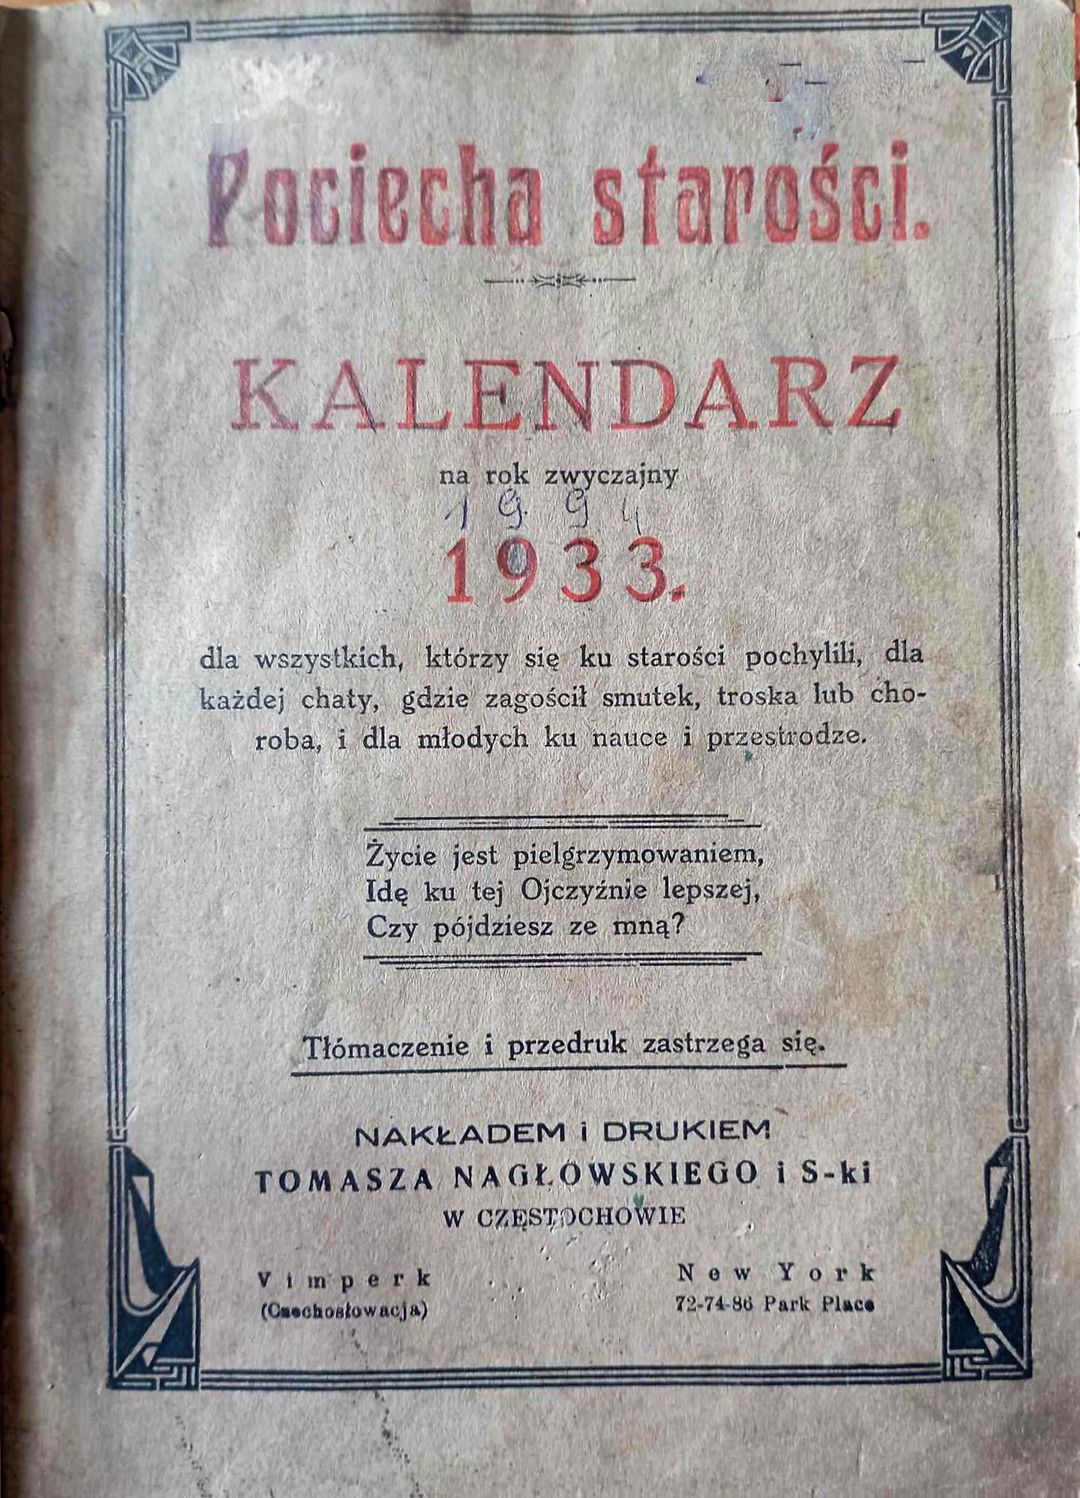 Pociecha starości.
KALENDARZ
na rok zwyczajny
1994
1933.
dla wszystkich, którzy się ku starości pochylili, dla
każdej chaty, gdzie zagościł smutek, troska lub cho-
roba, i dla młodych ku nauce i przestrodze.
Życie jest pielgrzymowaniem,
Idę ku tej Ojczyźnie lepszej,
Czy pójdziesz ze mną?
Tłómaczenie i przedruk zastrzega się.
NAKŁADEM i DRUKIEM
TOMASZA NAGŁOWSKIEGO i S-ki
W CZĘSTOCHOWIE
Vimperk
(Czechosłowacja)
New York
72-74-86 Park Place